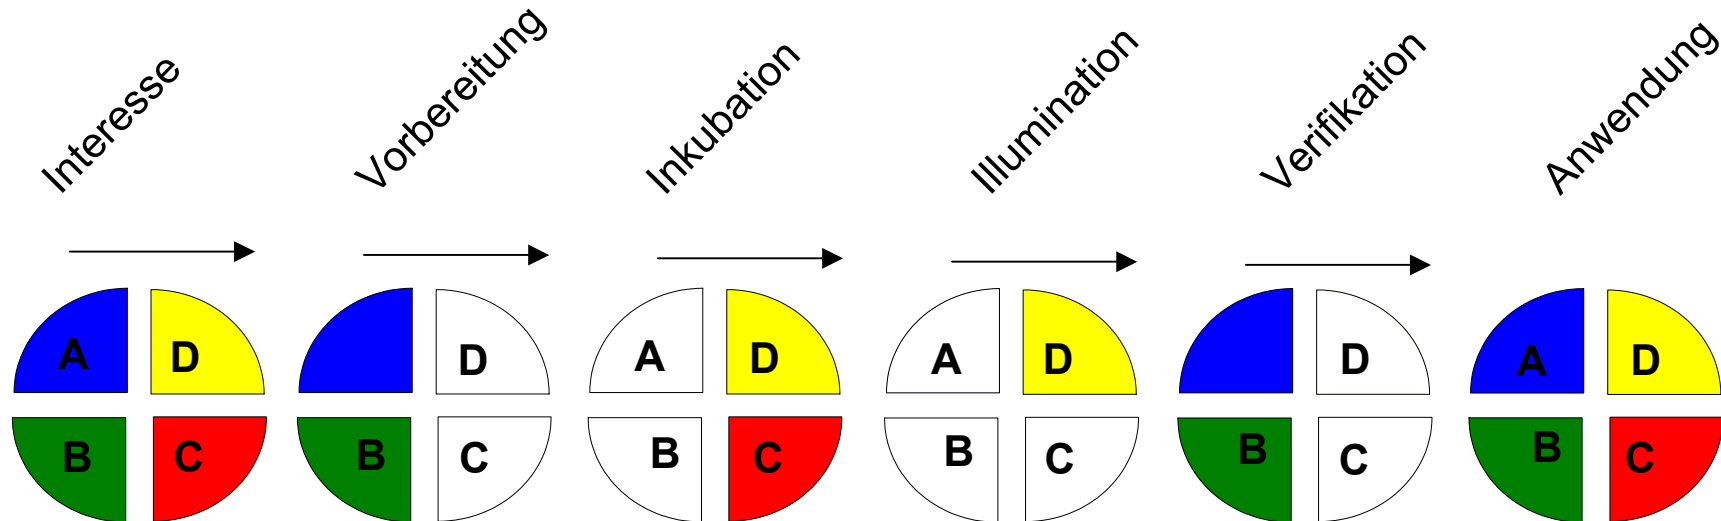 Interesse
Vorbereitung
Inkubation
Illumination
Verifikation
Anwendung
A D D A D A D D A D
B C B C B C B C B C B C